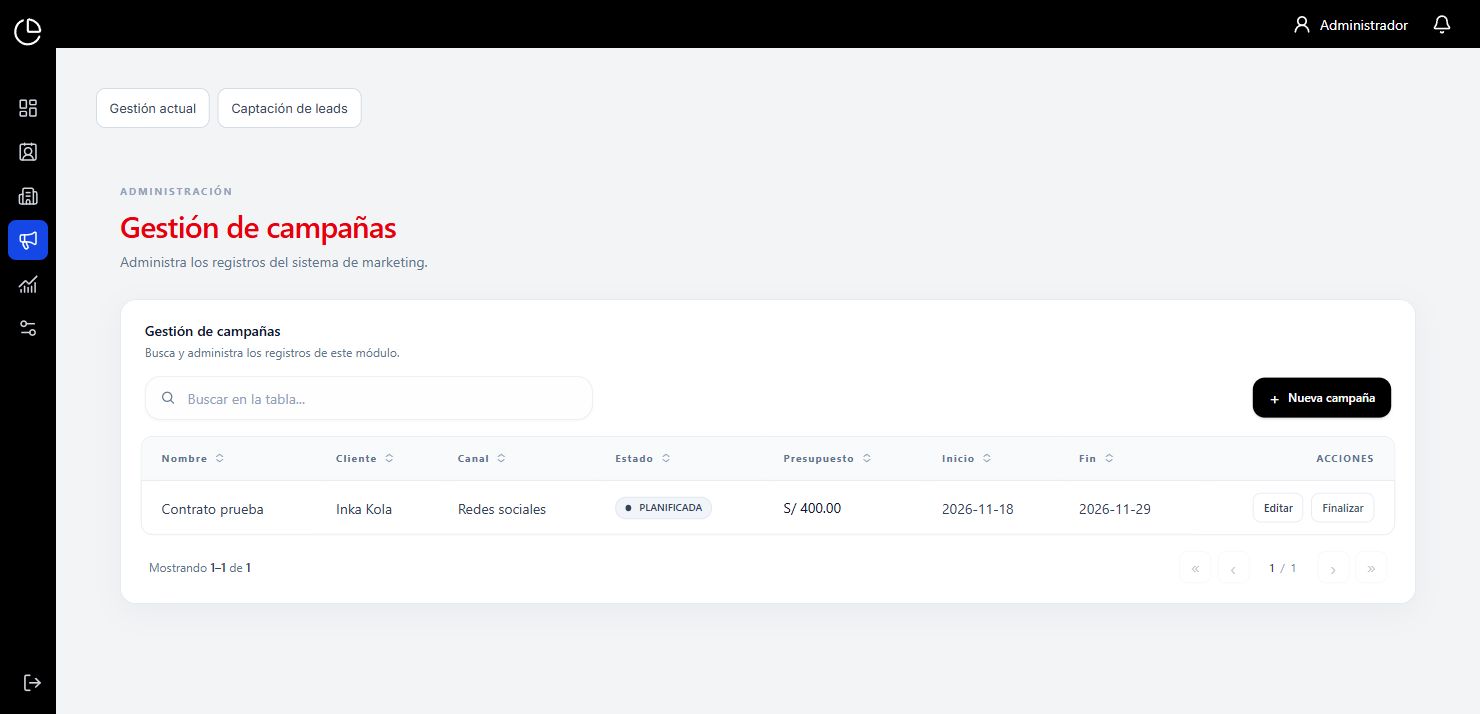 Administrador
Gestión actual
Captación de leads
ADMINISTRACIÓN
Gestión de campañas
Administra los registros del sistema de marketing.
Gestión de campañas
Busca y administra los registros de este módulo.
Buscar en la tabla...
+ Nueva campaña
Nombre Cliente Canal Estado Presupuesto Inicio Fin ACCIONES
Contrato prueba Inka Kola Redes sociales PLANIFICADA S/ 400.00 2026-11-18 2026-11-29 Editar Finalizar
Mostrando 1–1 de 1 « ‹ 1 / 1 › »